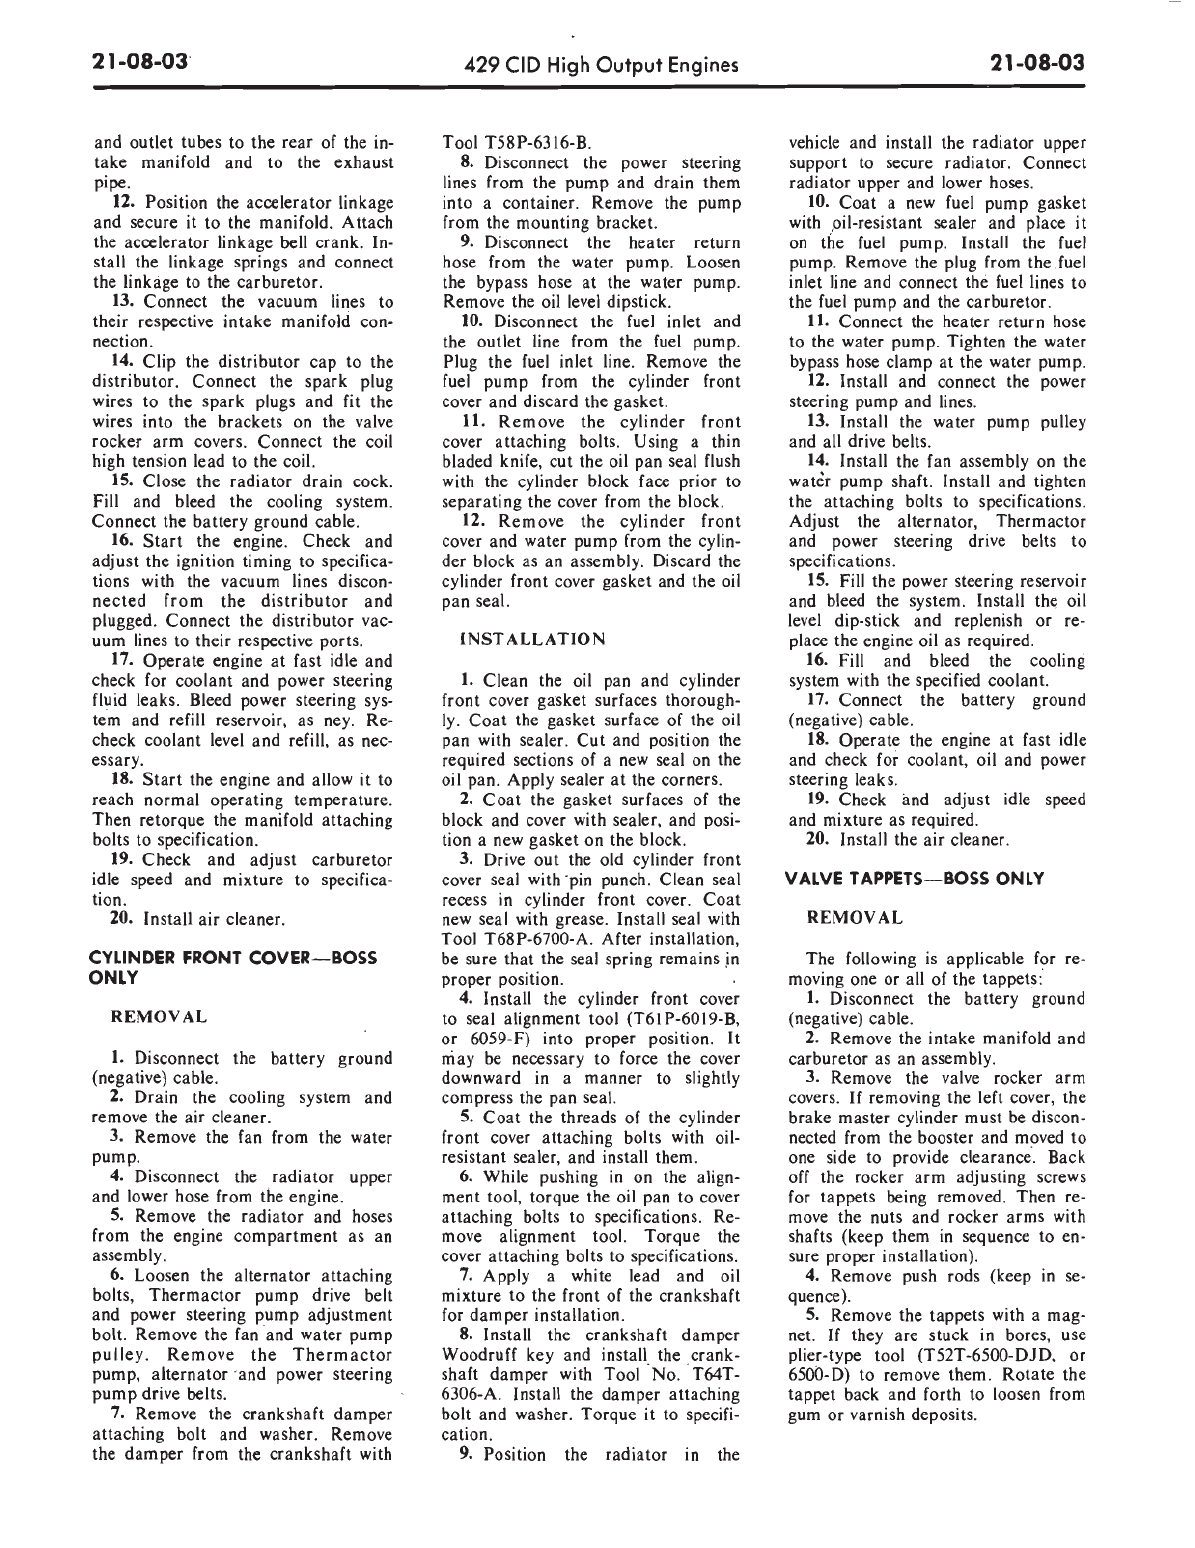 21-08-03
429 CID High Output Engines
21-08-03
and outlet tubes to the rear of the in-
take manifold and to the exhaust
pipe.
12. Position the accelerator linkage
and secure it to the manifold. Attach
the accelerator linkage bell crank. In-
stall the linkage springs and connect
the linkage to the carburetor.
13. Connect the vacuum lines to
their respective intake manifold con-
nection.
14. Clip the distributor cap to the
distributor. Connect the spark plug
wires to the spark plugs and fit the
wires into the brackets on the valve
rocker arm covers. Connect the coil
high tension lead to the coil.
15. Close the radiator drain cock.
Fill and bleed the cooling system.
Connect the battery ground cable.
16. Start the engine. Check and
adjust the ignition timing to specifica-
tions with the vacuum lines discon-
nected from the distributor and
plugged. Connect the distributor vac-
uum lines to their respective ports.
17. Operate engine at fast idle and
check for coolant and power steering
fluid leaks. Bleed power steering sys-
tem and refill reservoir, as ney. Re-
check coolant level and refill, as nec-
essary.
18. Start the engine and allow it to
reach normal operating temperature.
Then retorque the manifold attaching
bolts to specification.
19. Check and adjust carburetor
idle speed and mixture to specifica-
tion.
20. Install air cleaner.
CYLINDER FRONT COVER—BOSS
ONLY
REMOVAL
1. Disconnect the battery ground
(negative) cable.
2. Drain the cooling system and
remove the air cleaner.
3. Remove the fan from the water
pump.
4. Disconnect the radiator upper
and lower hose from the engine.
5. Remove the radiator and hoses
from the engine compartment as an
assembly.
6. Loosen the alternator attaching
bolts, Thermactor pump drive belt
and power steering pump adjustment
bolt. Remove the fan and water pump
pulley. Remove the Thermactor
pump, alternator and power steering
pump drive belts.
7. Remove the crankshaft damper
attaching bolt and washer. Remove
the damper from the crankshaft with
Tool T58P-6316-B.
8. Disconnect the power steering
lines from the pump and drain them
into a container. Remove the pump
from the mounting bracket.
9. Disconnect the heater return
hose from the water pump. Loosen
the bypass hose at the water pump.
Remove the oil level dipstick.
10. Disconnect the fuel inlet and
the outlet line from the fuel pump.
Plug the fuel inlet line. Remove the
fuel pump from the cylinder front
cover and discard the gasket.
11. Remove the cylinder front
cover attaching bolts. Using a thin
bladed knife, cut the oil pan seal flush
with the cylinder block face prior to
separating the cover from the block.
12. Remove the cylinder front
cover and water pump from the cylin-
der block as an assembly. Discard the
cylinder front cover gasket and the oil
pan seal.
INSTALLATION
1. Clean the oil pan and cylinder
front cover gasket surfaces thorough-
ly. Coat the gasket surface of the oil
pan with sealer. Cut and position the
required sections of a new seal on the
oil pan. Apply sealer at the corners.
2. Coat the gasket surfaces of the
block and cover with sealer, and posi-
tion a new gasket on the block.
3. Drive out the old cylinder front
cover seal with pin punch. Clean seal
recess in cylinder front cover. Coat
new seal with grease. Install seal with
Tool T68P-6700-A. After installation,
be sure that the seal spring remains in
proper position.
4. Install the cylinder front cover
to seal alignment tool (T61P-6019-B,
or 6059-F) into proper position. It
may be necessary to force the cover
downward in a manner to slightly
compress the pan seal.
5. Coat the threads of the cylinder
front cover attaching bolts with oil-
resistant sealer, and install them.
6. While pushing in on the align-
ment tool, torque the oil pan to cover
attaching bolts to specifications. Re-
move alignment tool. Torque the
cover attaching bolts to specifications.
7. Apply a white lead and oil
mixture to the front of the crankshaft
for damper installation.
8. Install the crankshaft damper
Woodruff key and install the crank-
shaft damper with Tool No. T64T-
6306-A. Install the damper attaching
bolt and washer. Torque it to specifi-
cation.
9. Position the radiator in the
vehicle and install the radiator upper
support to secure radiator. Connect
radiator upper and lower hoses.
10. Coat a new fuel pump gasket
with oil-resistant sealer and place it
on the fuel pump. Install the fuel
pump. Remove the plug from the fuel
inlet line and connect the fuel lines to
the fuel pump and the carburetor.
11. Connect the heater return hose
to the water pump. Tighten the water
bypass hose clamp at the water pump.
12. Install and connect the power
steering pump and lines.
13. Install the water pump pulley
and all drive belts.
14. Install the fan assembly on the
water pump shaft. Install and tighten
the attaching bolts to specifications.
Adjust the alternator, Thermactor
and power steering drive belts to
specifications.
15. Fill the power steering reservoir
and bleed the system. Install the oil
level dip-stick and replenish or re-
place the engine oil as required.
16. Fill and bleed the cooling
system with the specified coolant.
17. Connect the battery ground
(negative) cable.
18. Operate the engine at fast idle
and check for coolant, oil and power
steering leaks.
19. Check and adjust idle speed
and mixture as required.
20. Install the air cleaner.
VALVE TAPPETS—BOSS ONLY
REMOVAL
The following is applicable for re-
moving one or all of the tappets:
1. Disconnect the battery ground
(negative) cable.
2. Remove the intake manifold and
carburetor as an assembly.
3. Remove the valve rocker arm
covers. If removing the left cover, the
brake master cylinder must be discon-
nected from the booster and moved to
one side to provide clearance. Back
off the rocker arm adjusting screws
for tappets being removed. Then re-
move the nuts and rocker arms with
shafts (keep them in sequence to en-
sure proper installation).
4. Remove push rods (keep in se-
quence).
5. Remove the tappets with a mag-
net. If they are stuck in bores, use
plier-type tool (T52T-6500-DJD, or
6500-D) to remove them. Rotate the
tappet back and forth to loosen from
gum or varnish deposits.